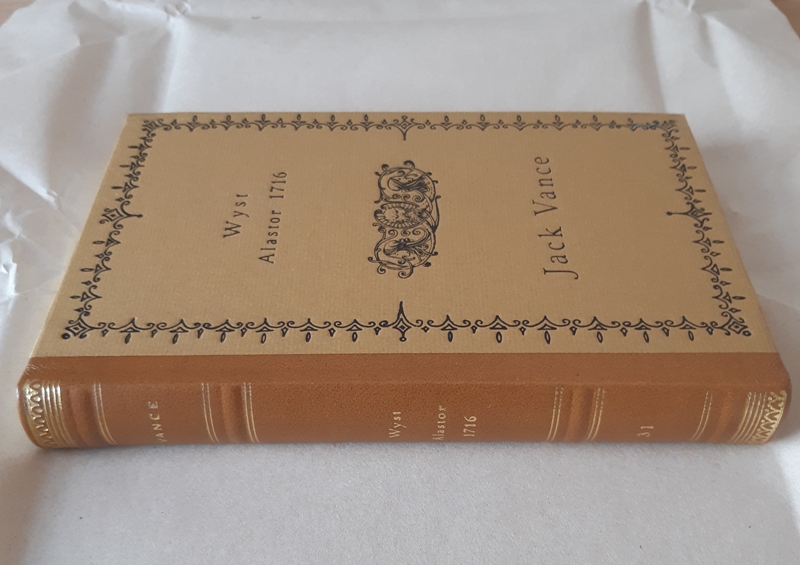 Wyst
Alastor 1716
Jack Vance
VANCE
Wyst
Alastor
1716
31